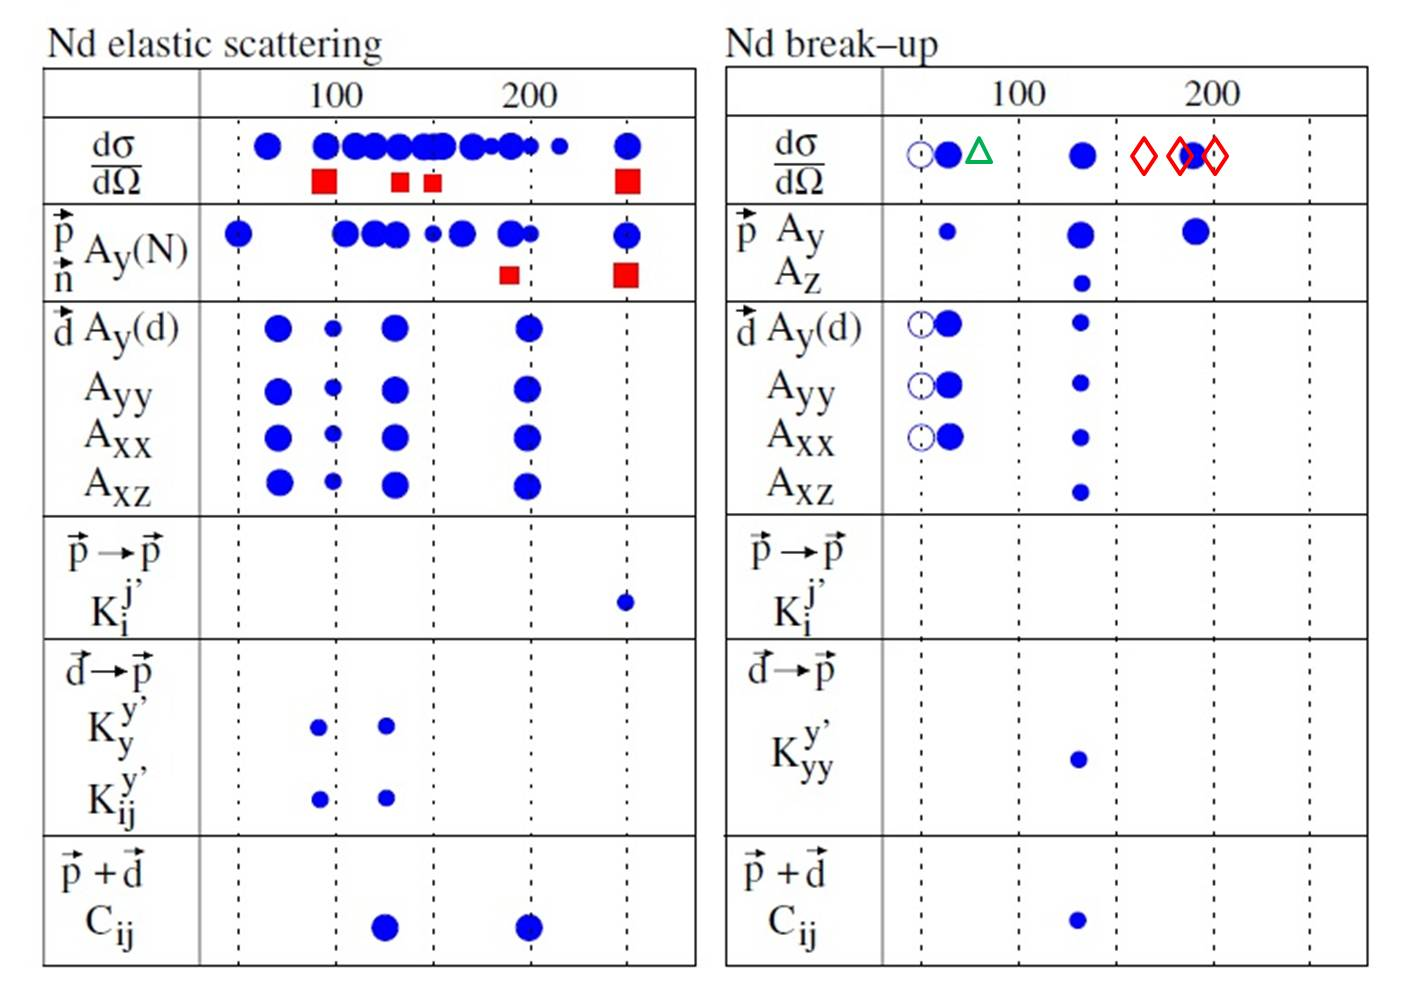 Nd elastic scattering
100 200
dσ
dΩ
p⃗
n⃗ Ay(N)
d⃗ Ay(d)
Ayy
Axx
Axz
p⃗ → p⃗
Kᵢʲ’
d⃗ → p⃗
Kyʸ’
Kijʸ’
p⃗ + d⃗
Cij
Nd break–up
100 200
dσ
dΩ
p⃗ Ay
Az
d⃗ Ay(d)
Ayy
Axx
Axz
p⃗ → p⃗
Kᵢʲ’
d⃗ → p⃗
Kyyʸ’
p⃗ + d⃗
Cij